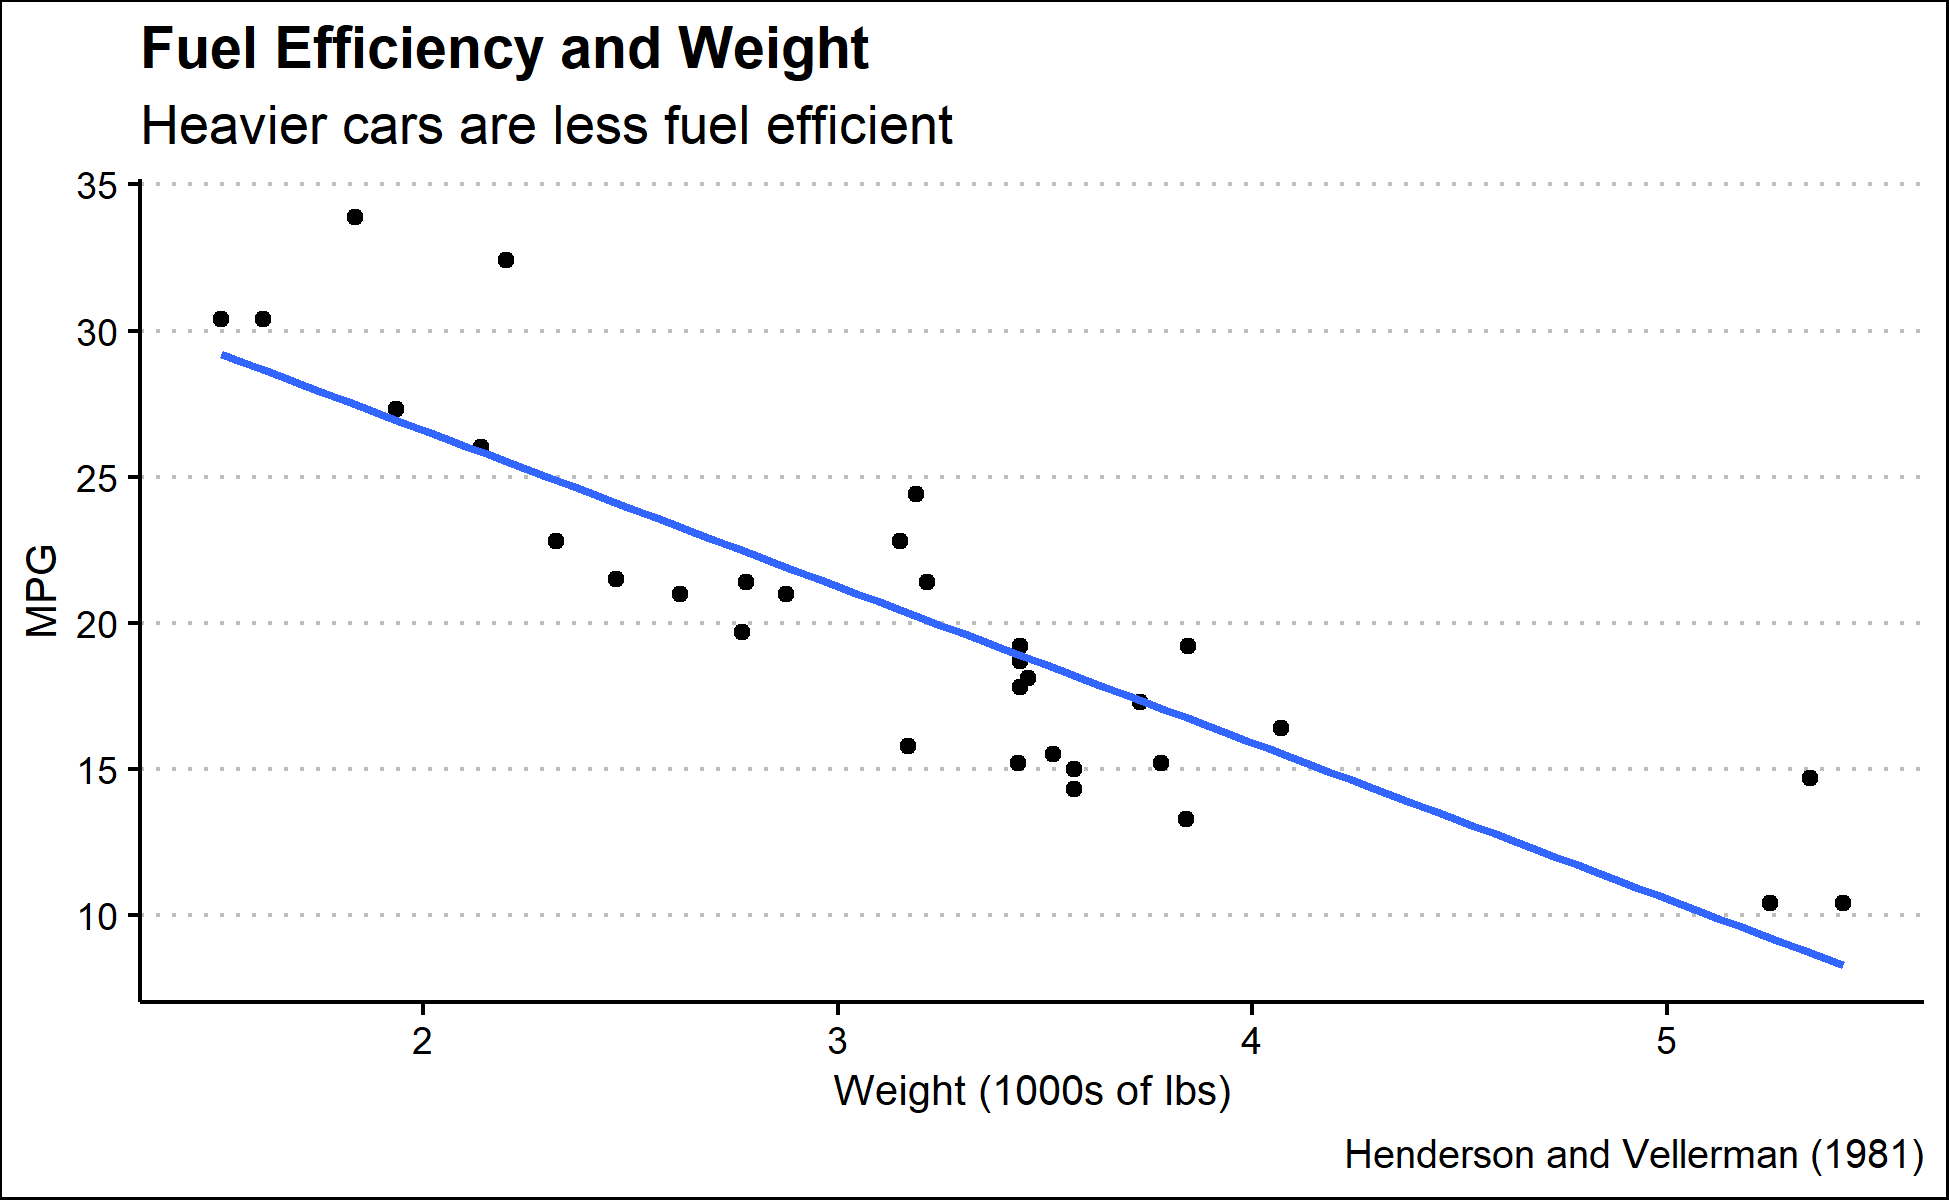 Fuel Efficiency and Weight
Heavier cars are less fuel efficient
35
30
25
20
15
10
MPG
2 3 4 5
Weight (1000s of lbs)
Henderson and Vellerman (1981)